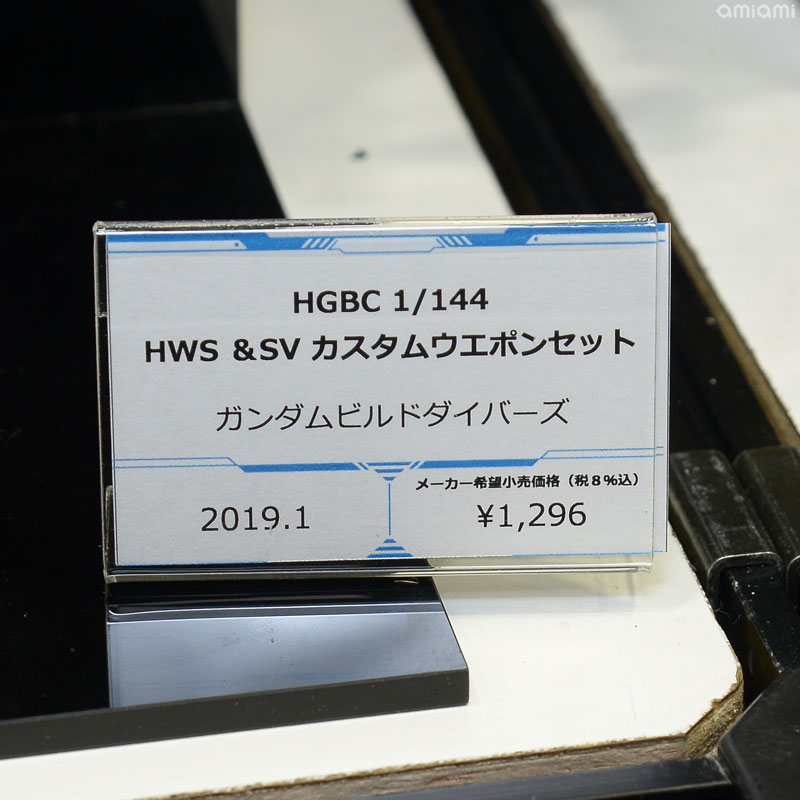 amiami
HGBC 1/144
HWS &SV カスタムウエポンセット
ガンダムビルドダイバーズ
メーカー希望小売価格（税8%込）
2019.1
¥1,296